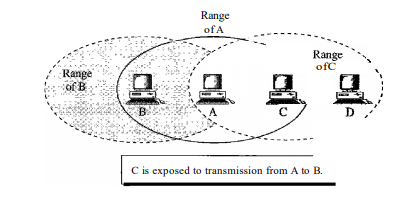 Range
of A
Range
of B
Range
of C
B
A
C
D
C is exposed to transmission from A to B.